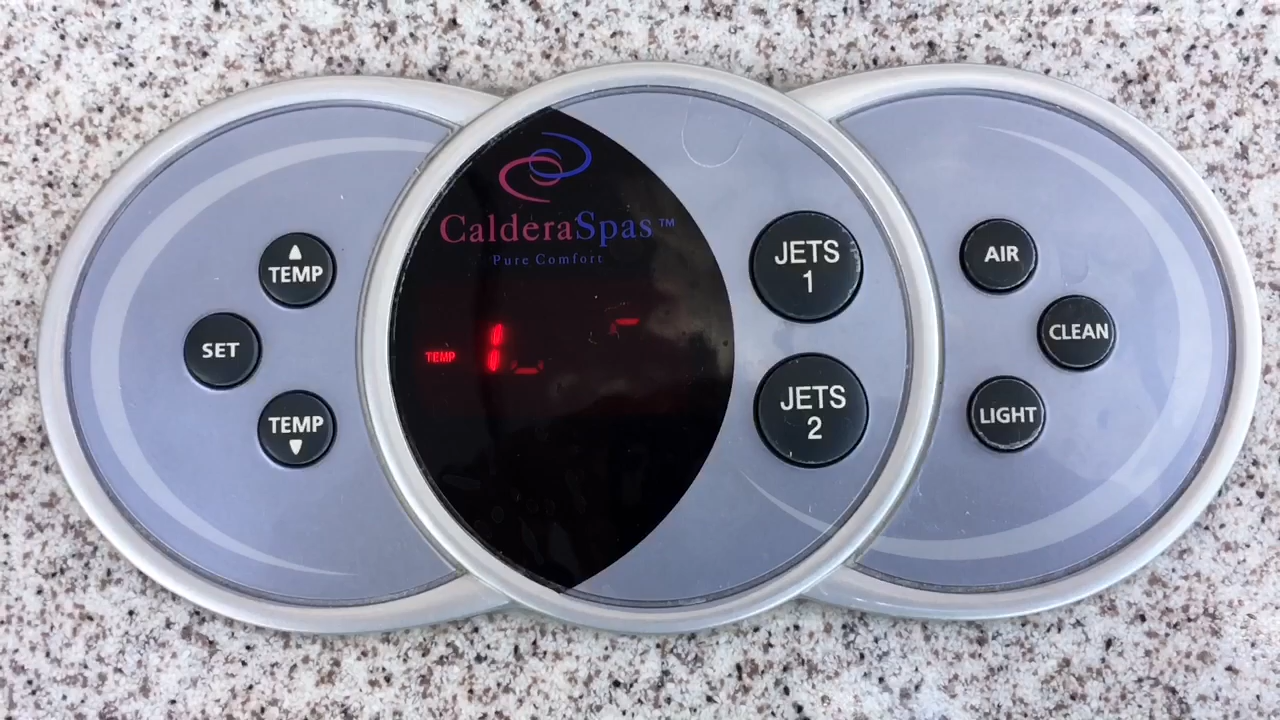 TEMP
SET
TEMP
CalderaSpas™
Pure Comfort
TEMP
JETS
1
JETS
2
AIR
CLEAN
LIGHT